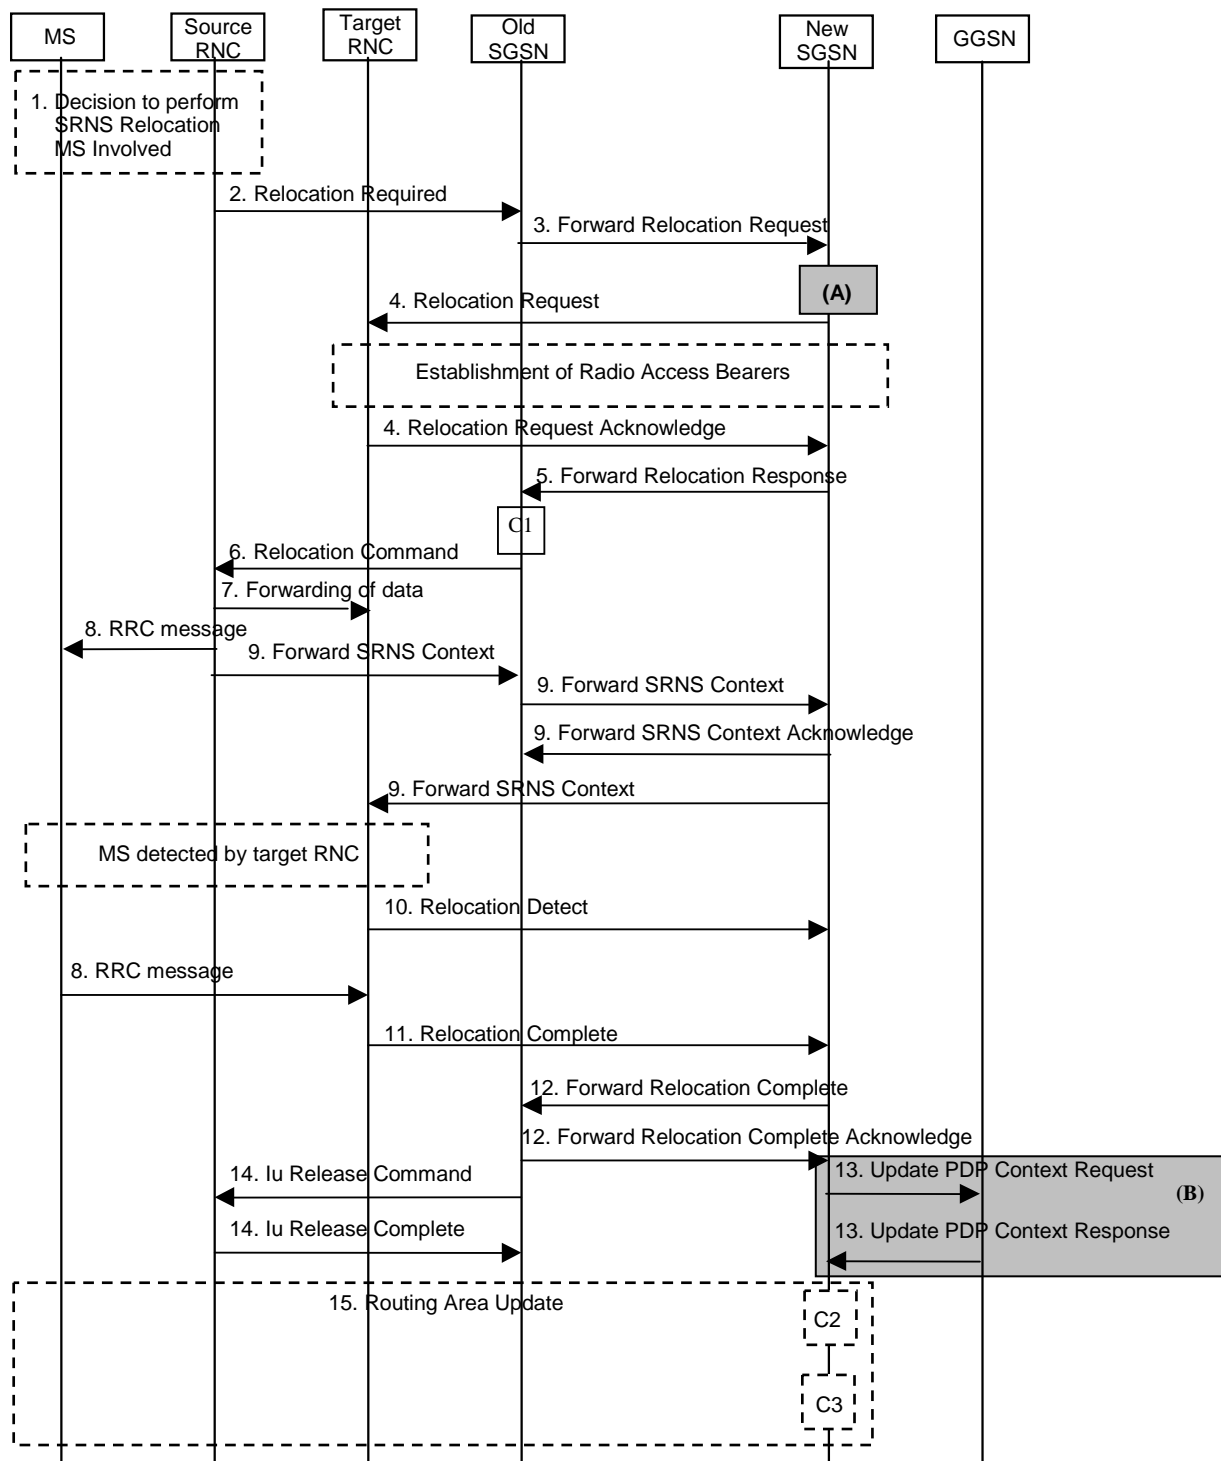 MS
Source
RNC
Target
RNC
Old
SGSN
New
SGSN
GGSN
1. Decision to perform
SRNS Relocation
MS Involved
2. Relocation Required
3. Forward Relocation Request
(A)
4. Relocation Request
Establishment of Radio Access Bearers
4. Relocation Request Acknowledge
5. Forward Relocation Response
C1
6. Relocation Command
7. Forwarding of data
8. RRC message
9. Forward SRNS Context
9. Forward SRNS Context
9. Forward SRNS Context Acknowledge
9. Forward SRNS Context
MS detected by target RNC
10. Relocation Detect
8. RRC message
11. Relocation Complete
12. Forward Relocation Complete
12. Forward Relocation Complete Acknowledge
14. Iu Release Command
13. Update PDP Context Request
(B)
14. Iu Release Complete
13. Update PDP Context Response
15. Routing Area Update
C2
C3